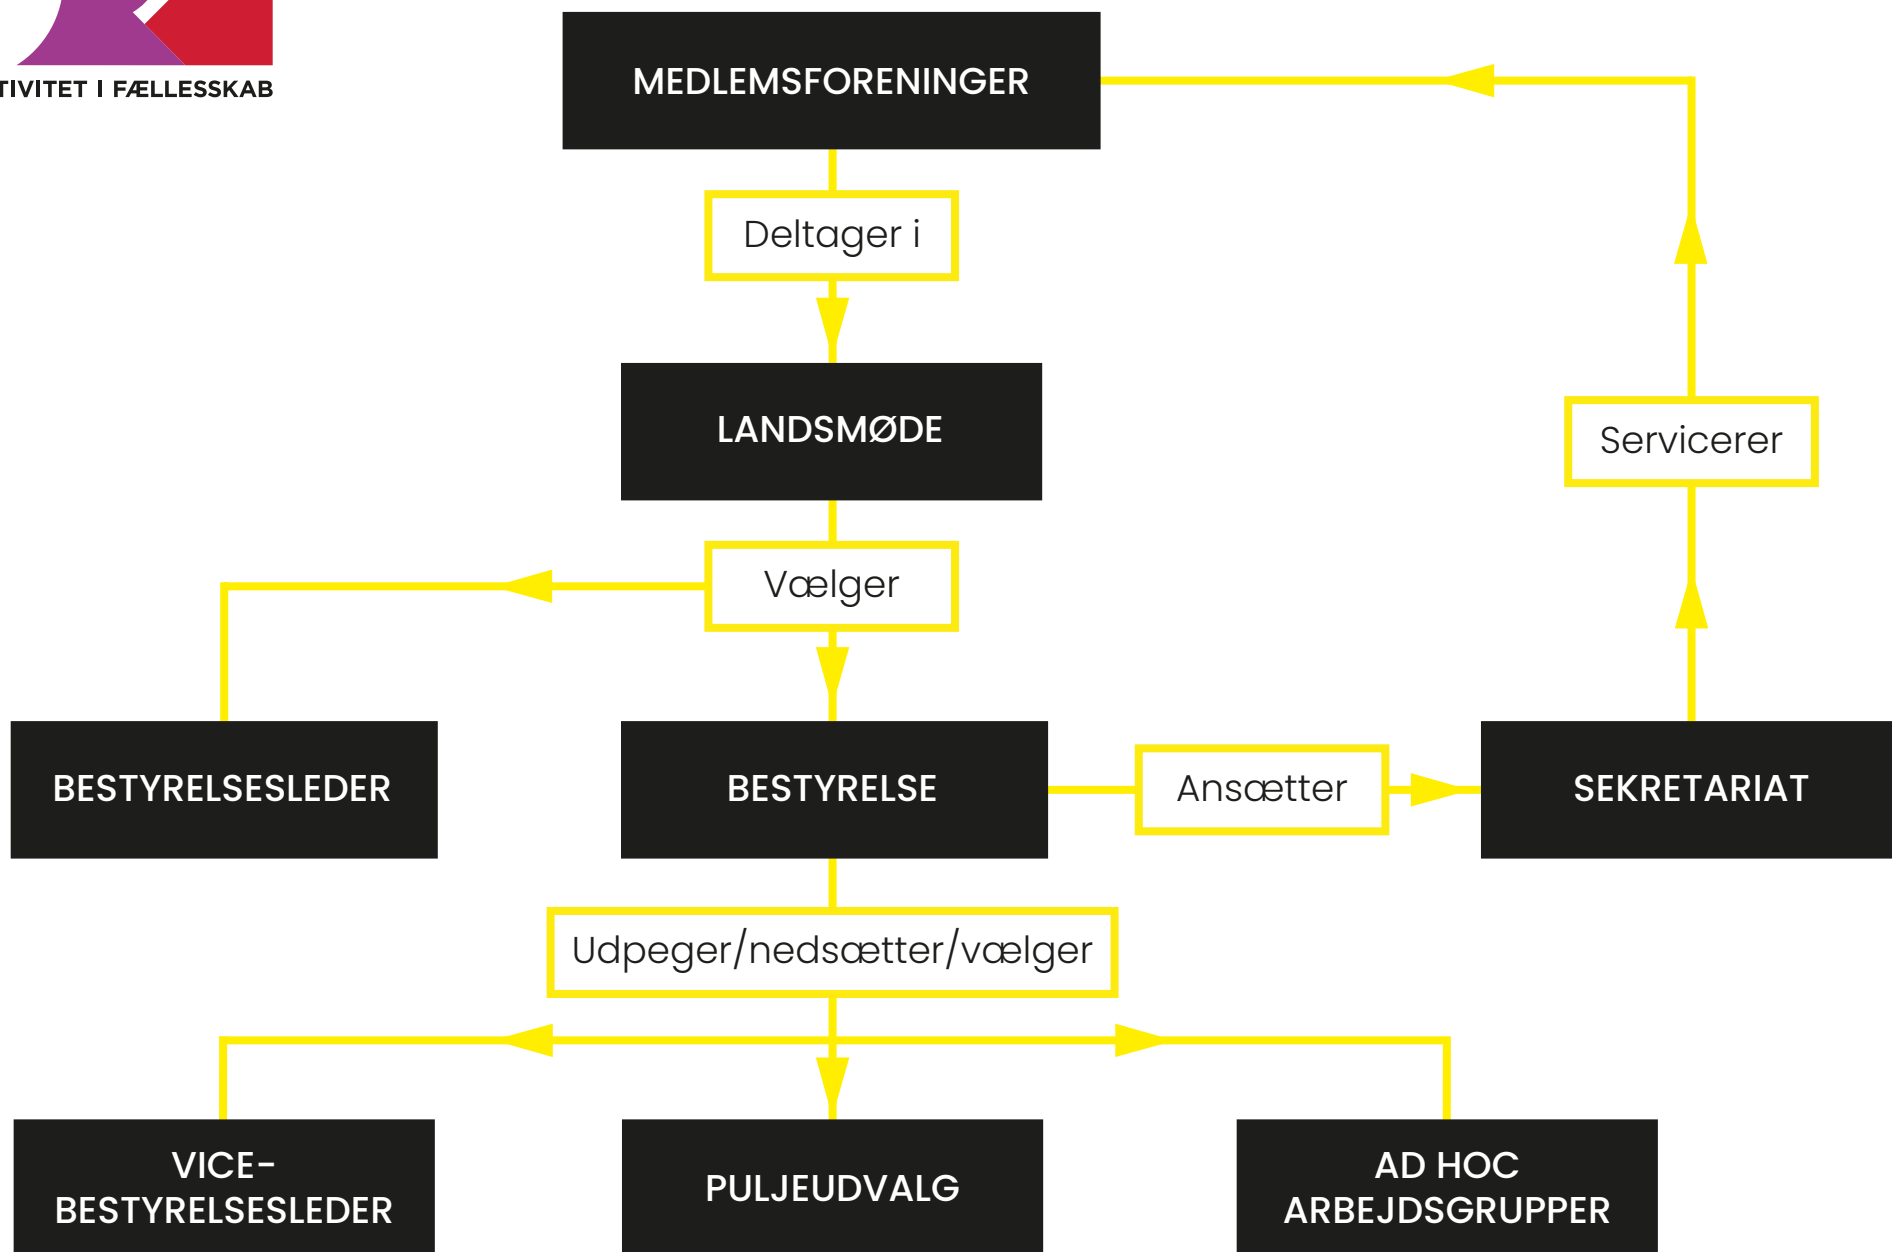 TIVITET I FÆLLESSKAB
MEDLEMSFORENINGER
Deltager i
LANDSMØDE
Servicerer
Vælger
BESTYRELSESLEDER
BESTYRELSE
Ansætter
SEKRETARIAT
Udpeger/nedsætter/vælger
VICE-
BESTYRELSESLEDER
PULJEUDVALG
AD HOC
ARBEJDSGRUPPER